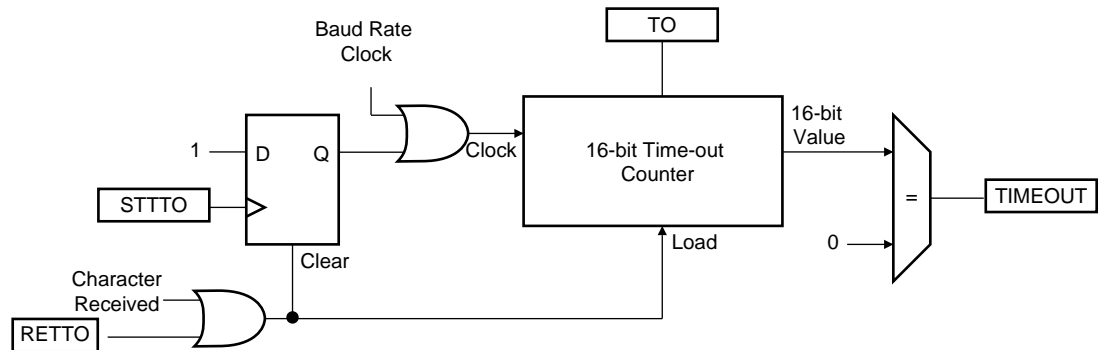 TO
Baud Rate
Clock
16-bit
Value
1
D
Q
Clock
16-bit Time-out
Counter
STTTO
=
TIMEOUT
Clear
Load
0
Character
Received
RETTO